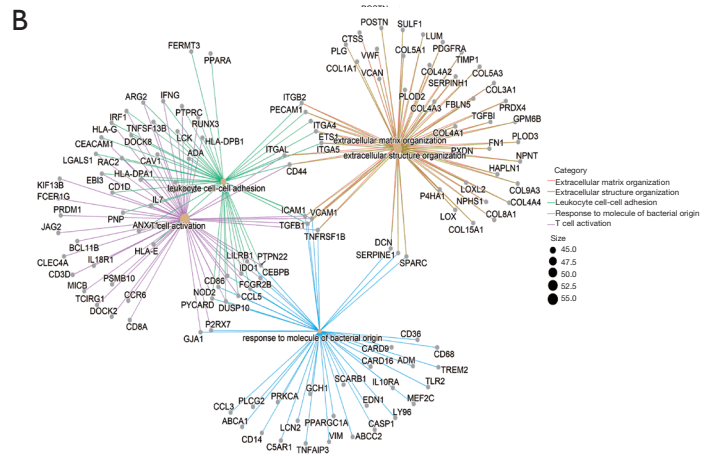 B
POSTN
SULF1
CTSS
LUM
PLG
VWF
COL5A1
PDGFRA
TIMP1
COL1A1
VCAN
COL4A2
COL5A3
SERPINH1
COL3A1
FERMT3
PPARA
ARG2
IFNG
ITGB2
PLOD2
PECAM1
COL4A3
FBLN5
PRDX4
IRF1
PTPRC
TGFBI
GPM6B
HLA-G
TNFSF13B
RUNX3
ITGA4
COL4A1
DOCK8
LCK
HLA-DPB1
ETS1
extracellular matrix organization
FN1
PLOD3
CEACAM1
ADA
ITGAL
ITGA5
PXDN
LGALS1
RAC2
CAV1
extracellular structure organization
NPNT
EBI3
HLA-DPA1
CD44
HAPLN1
KIF13B
CD1D
leukocyte cell-cell adhesion
P4HA1
LOXL2
COL9A3
FCER1G
IL7
NPHS1
COL4A4
PRDM1
PNP
ICAM1
VCAM1
LOX
COL8A1
JAG2
T cell activation
TGFB1
TNFRSF1B
COL15A1
BCL11B
HLA-E
DCN
CLEC4A
IL18R1
LILRB1
PTPN22
SERPINE1
SPARC
CD3D
PSMB10
IDO1
CEBPB
MICB
CD86
FCGR2B
TCIRG1
CCR6
NOD2
CCL5
DOCK2
PYCARD
DUSP10
CD8A
P2RX7
GJA1
response to molecule of bacterial origin
CD36
CARD9
CD68
CARD16
ADM
TREM2
SCARB1
IL10RA
TLR2
GCH1
EDN1
MEF2C
CCL3
PLCG2
PRKCA
LY96
ABCA1
LCN2
PPARGC1A
CASP1
CD14
VIM
ABCC2
C5AR1
TNFAIP3
Category
Extracellular matrix organization
Extracellular structure organization
Leukocyte cell-cell adhesion
Response to molecule of bacterial origin
T cell activation
Size
45.0
47.5
50.0
52.5
55.0